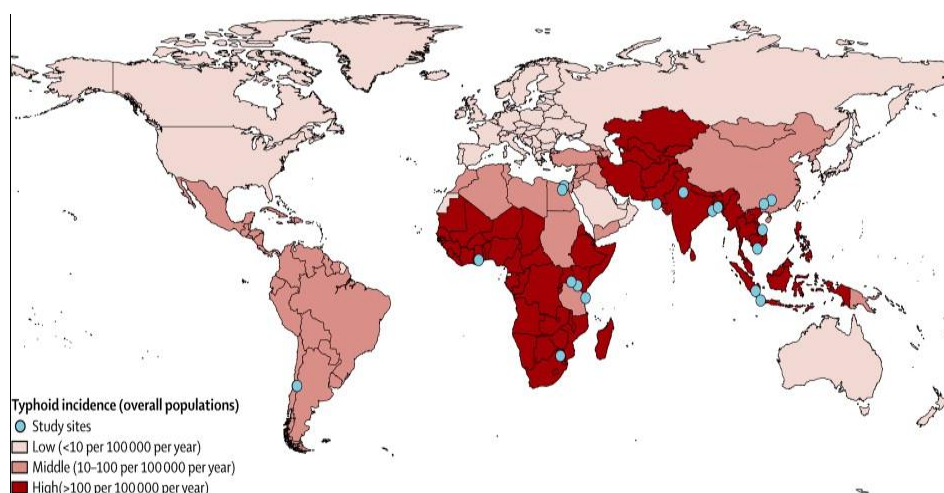 Typhoid incidence (overall populations)
Study sites
Low (<10 per 100 000 per year)
Middle (10–100 per 100 000 per year)
High(>100 per 100 000 per year)